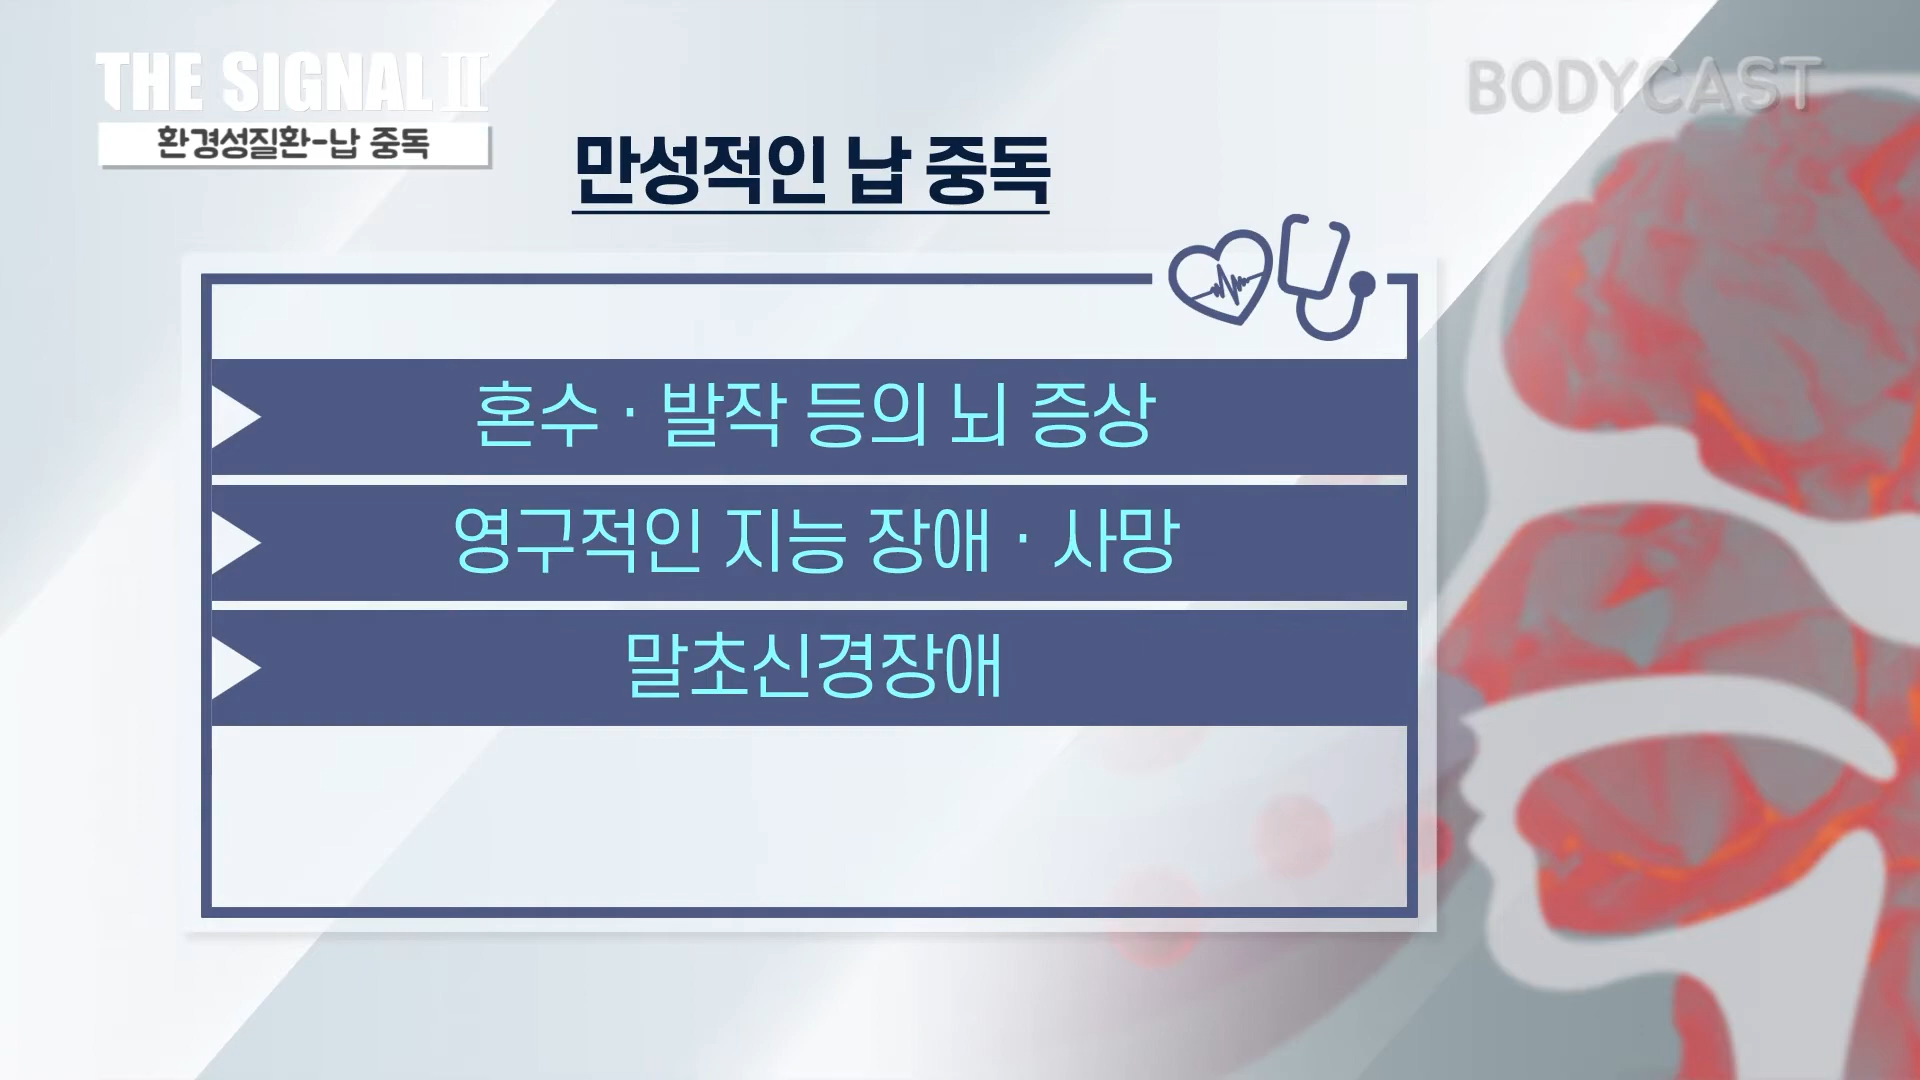 THE SIGNAL II
환경성질환-납 중독
BODYCAST
만성적인 납 중독
혼수 · 발작 등의 뇌 증상
영구적인 지능 장애 · 사망
말초신경장애